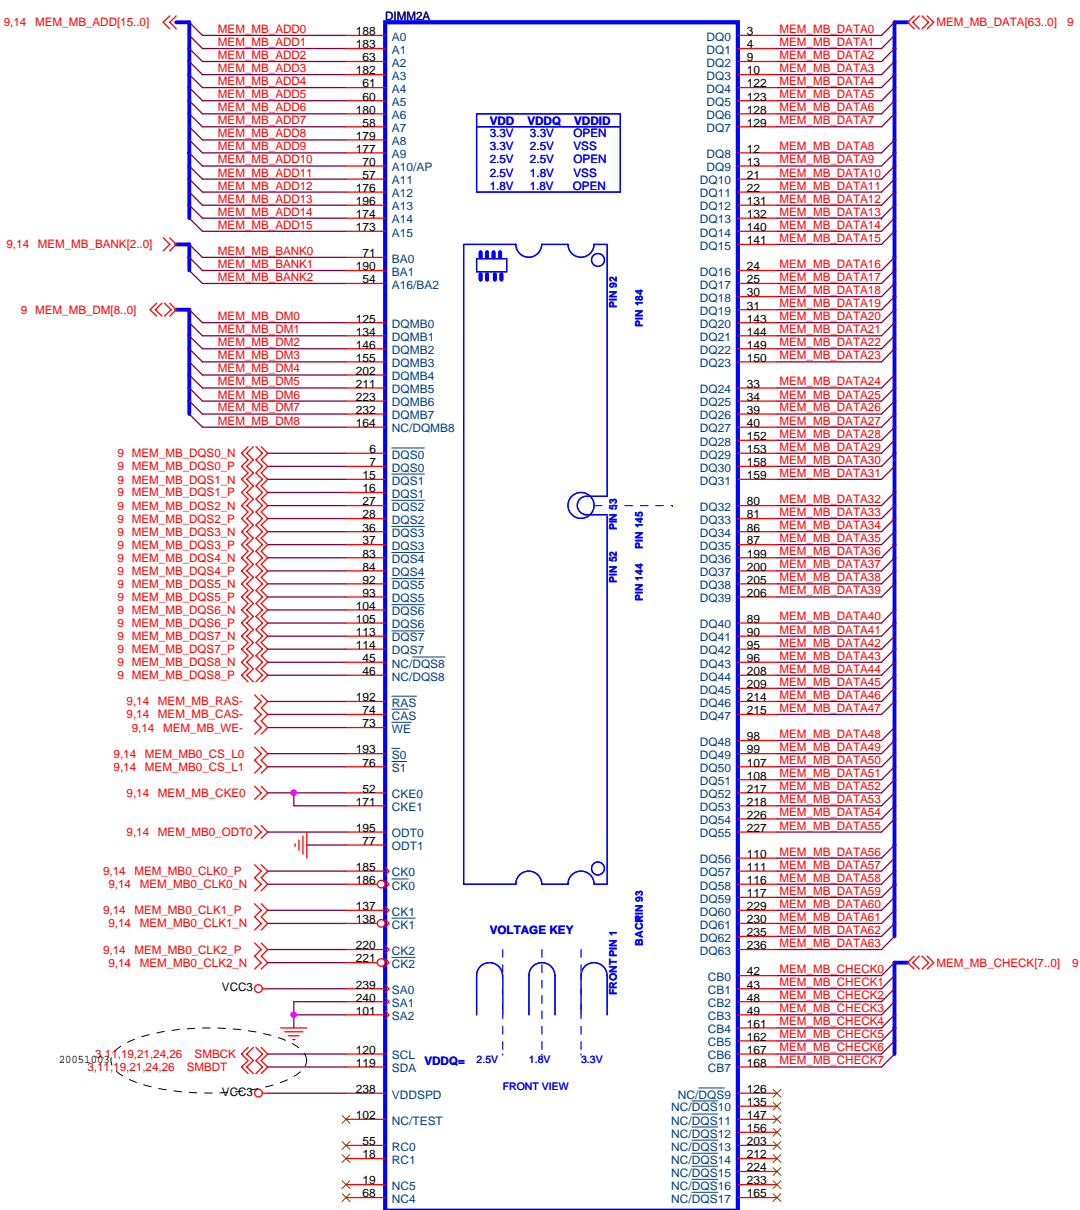 DIMM2A
9,14 MEM_MB_ADD[15..0]
MEM_MB_ADD0 188 A0
MEM_MB_ADD1 183 A1
MEM_MB_ADD2 63 A2
MEM_MB_ADD3 182 A3
MEM_MB_ADD4 61 A4
MEM_MB_ADD5 60 A5
MEM_MB_ADD6 180 A6
MEM_MB_ADD7 58 A7
MEM_MB_ADD8 179 A8
MEM_MB_ADD9 177 A9
MEM_MB_ADD10 70 A10/AP
MEM_MB_ADD11 57 A11
MEM_MB_ADD12 176 A12
MEM_MB_ADD13 196 A13
MEM_MB_ADD14 174 A14
MEM_MB_ADD15 173 A15
9,14 MEM_MB_BANK[2..0]
MEM_MB_BANK0 71 BA0
MEM_MB_BANK1 190 BA1
MEM_MB_BANK2 54 A16/BA2
9 MEM_MB_DM[8..0]
MEM_MB_DM0 125 DQMB0
MEM_MB_DM1 134 DQMB1
MEM_MB_DM2 146 DQMB2
MEM_MB_DM3 155 DQMB3
MEM_MB_DM4 202 DQMB4
MEM_MB_DM5 211 DQMB5
MEM_MB_DM6 223 DQMB6
MEM_MB_DM7 232 DQMB7
MEM_MB_DM8 164 NC/DQMB8
9 MEM_MB_DQS0_N 6 DQS0
9 MEM_MB_DQS0_P 7 DQS0
9 MEM_MB_DQS1_N 15 DQS1
9 MEM_MB_DQS1_P 16 DQS1
9 MEM_MB_DQS2_N 27 DQS2
9 MEM_MB_DQS2_P 28 DQS2
9 MEM_MB_DQS3_N 36 DQS3
9 MEM_MB_DQS3_P 37 DQS3
9 MEM_MB_DQS4_N 83 DQS4
9 MEM_MB_DQS4_P 84 DQS4
9 MEM_MB_DQS5_N 92 DQS5
9 MEM_MB_DQS5_P 93 DQS5
9 MEM_MB_DQS6_N 104 DQS6
9 MEM_MB_DQS6_P 105 DQS6
9 MEM_MB_DQS7_N 113 DQS7
9 MEM_MB_DQS7_P 114 DQS7
9 MEM_MB_DQS8_N 45 NC/DQS8
9 MEM_MB_DQS8_P 46 NC/DQS8
9,14 MEM_MB_RAS- 192 RAS
9,14 MEM_MB_CAS- 74 CAS
9,14 MEM_MB_WE- 73 WE
9,14 MEM_MB0_CS_L0 193 S0
9,14 MEM_MB0_CS_L1 76 S1
9,14 MEM_MB_CKE0 52 CKE0
171 CKE1
9,14 MEM_MB0_ODT0 195 ODT0
77 ODT1
9,14 MEM_MB0_CLK0_P 185 CK0
9,14 MEM_MB0_CLK0_N 186 CK0
9,14 MEM_MB0_CLK1_P 137 CK1
9,14 MEM_MB0_CLK1_N 138 CK1
9,14 MEM_MB0_CLK2_P 220 CK2
9,14 MEM_MB0_CLK2_N 221 CK2
VCC3 239 SA0
240 SA1
101 SA2
3,11,19,21,24,26 SMBCK 120 SCL
20051003
3,11,19,21,24,26 SMBDT 119 SDA
VCC3 238 VDDSPD
102 NC/TEST
55 RC0
18 RC1
19 NC5
68 NC4
VDD VDDQ VDDID
3.3V 3.3V OPEN
3.3V 2.5V VSS
2.5V 2.5V OPEN
2.5V 1.8V VSS
1.8V 1.8V OPEN
PIN 92
PIN 184
PIN 53
PIN 145
PIN 52
PIN 144
BACKPIN 93
FRONT PIN 1
VOLTAGE KEY
VDDQ= 2.5V 1.8V 3.3V
FRONT VIEW
MEM_MB_DATA[63..0] 9
DQ0 3 MEM_MB_DATA0
DQ1 4 MEM_MB_DATA1
DQ2 9 MEM_MB_DATA2
DQ3 10 MEM_MB_DATA3
DQ4 122 MEM_MB_DATA4
DQ5 123 MEM_MB_DATA5
DQ6 128 MEM_MB_DATA6
DQ7 129 MEM_MB_DATA7
DQ8 12 MEM_MB_DATA8
DQ9 13 MEM_MB_DATA9
DQ10 21 MEM_MB_DATA10
DQ11 22 MEM_MB_DATA11
DQ12 131 MEM_MB_DATA12
DQ13 132 MEM_MB_DATA13
DQ14 140 MEM_MB_DATA14
DQ15 141 MEM_MB_DATA15
DQ16 24 MEM_MB_DATA16
DQ17 25 MEM_MB_DATA17
DQ18 30 MEM_MB_DATA18
DQ19 31 MEM_MB_DATA19
DQ20 143 MEM_MB_DATA20
DQ21 144 MEM_MB_DATA21
DQ22 149 MEM_MB_DATA22
DQ23 150 MEM_MB_DATA23
DQ24 33 MEM_MB_DATA24
DQ25 34 MEM_MB_DATA25
DQ26 39 MEM_MB_DATA26
DQ27 40 MEM_MB_DATA27
DQ28 152 MEM_MB_DATA28
DQ29 153 MEM_MB_DATA29
DQ30 158 MEM_MB_DATA30
DQ31 159 MEM_MB_DATA31
DQ32 80 MEM_MB_DATA32
DQ33 81 MEM_MB_DATA33
DQ34 86 MEM_MB_DATA34
DQ35 87 MEM_MB_DATA35
DQ36 199 MEM_MB_DATA36
DQ37 200 MEM_MB_DATA37
DQ38 205 MEM_MB_DATA38
DQ39 206 MEM_MB_DATA39
DQ40 89 MEM_MB_DATA40
DQ41 90 MEM_MB_DATA41
DQ42 95 MEM_MB_DATA42
DQ43 96 MEM_MB_DATA43
DQ44 208 MEM_MB_DATA44
DQ45 209 MEM_MB_DATA45
DQ46 214 MEM_MB_DATA46
DQ47 215 MEM_MB_DATA47
DQ48 98 MEM_MB_DATA48
DQ49 99 MEM_MB_DATA49
DQ50 107 MEM_MB_DATA50
DQ51 108 MEM_MB_DATA51
DQ52 217 MEM_MB_DATA52
DQ53 218 MEM_MB_DATA53
DQ54 226 MEM_MB_DATA54
DQ55 227 MEM_MB_DATA55
DQ56 110 MEM_MB_DATA56
DQ57 111 MEM_MB_DATA57
DQ58 116 MEM_MB_DATA58
DQ59 117 MEM_MB_DATA59
DQ60 229 MEM_MB_DATA60
DQ61 230 MEM_MB_DATA61
DQ62 235 MEM_MB_DATA62
DQ63 236 MEM_MB_DATA63
MEM_MB_CHECK[7..0] 9
CB0 42 MEM_MB_CHECK0
CB1 43 MEM_MB_CHECK1
CB2 48 MEM_MB_CHECK2
CB3 49 MEM_MB_CHECK3
CB4 161 MEM_MB_CHECK4
CB5 162 MEM_MB_CHECK5
CB6 167 MEM_MB_CHECK6
CB7 168 MEM_MB_CHECK7
NC/DQS9 126
NC/DQS10 135
NC/DQS11 147
NC/DQS12 156
NC/DQS13 203
NC/DQS14 212
NC/DQS15 224
NC/DQS16 233
NC/DQS17 165